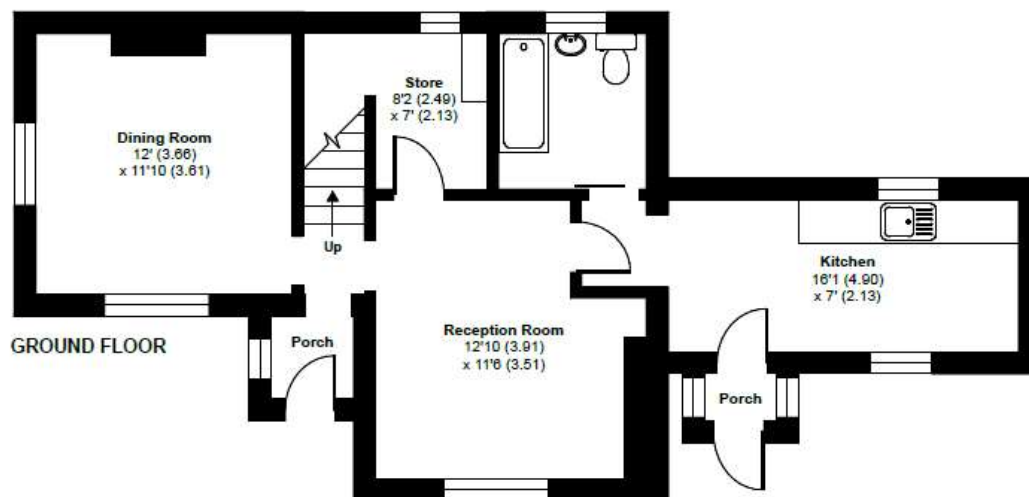 Dining Room
12' (3.66)
x 11'10 (3.61)
Store
8'2 (2.49)
x 7' (2.13)
Up
Kitchen
16'1 (4.90)
x 7' (2.13)
GROUND FLOOR
Porch
Reception Room
12'10 (3.91)
x 11'6 (3.51)
Porch